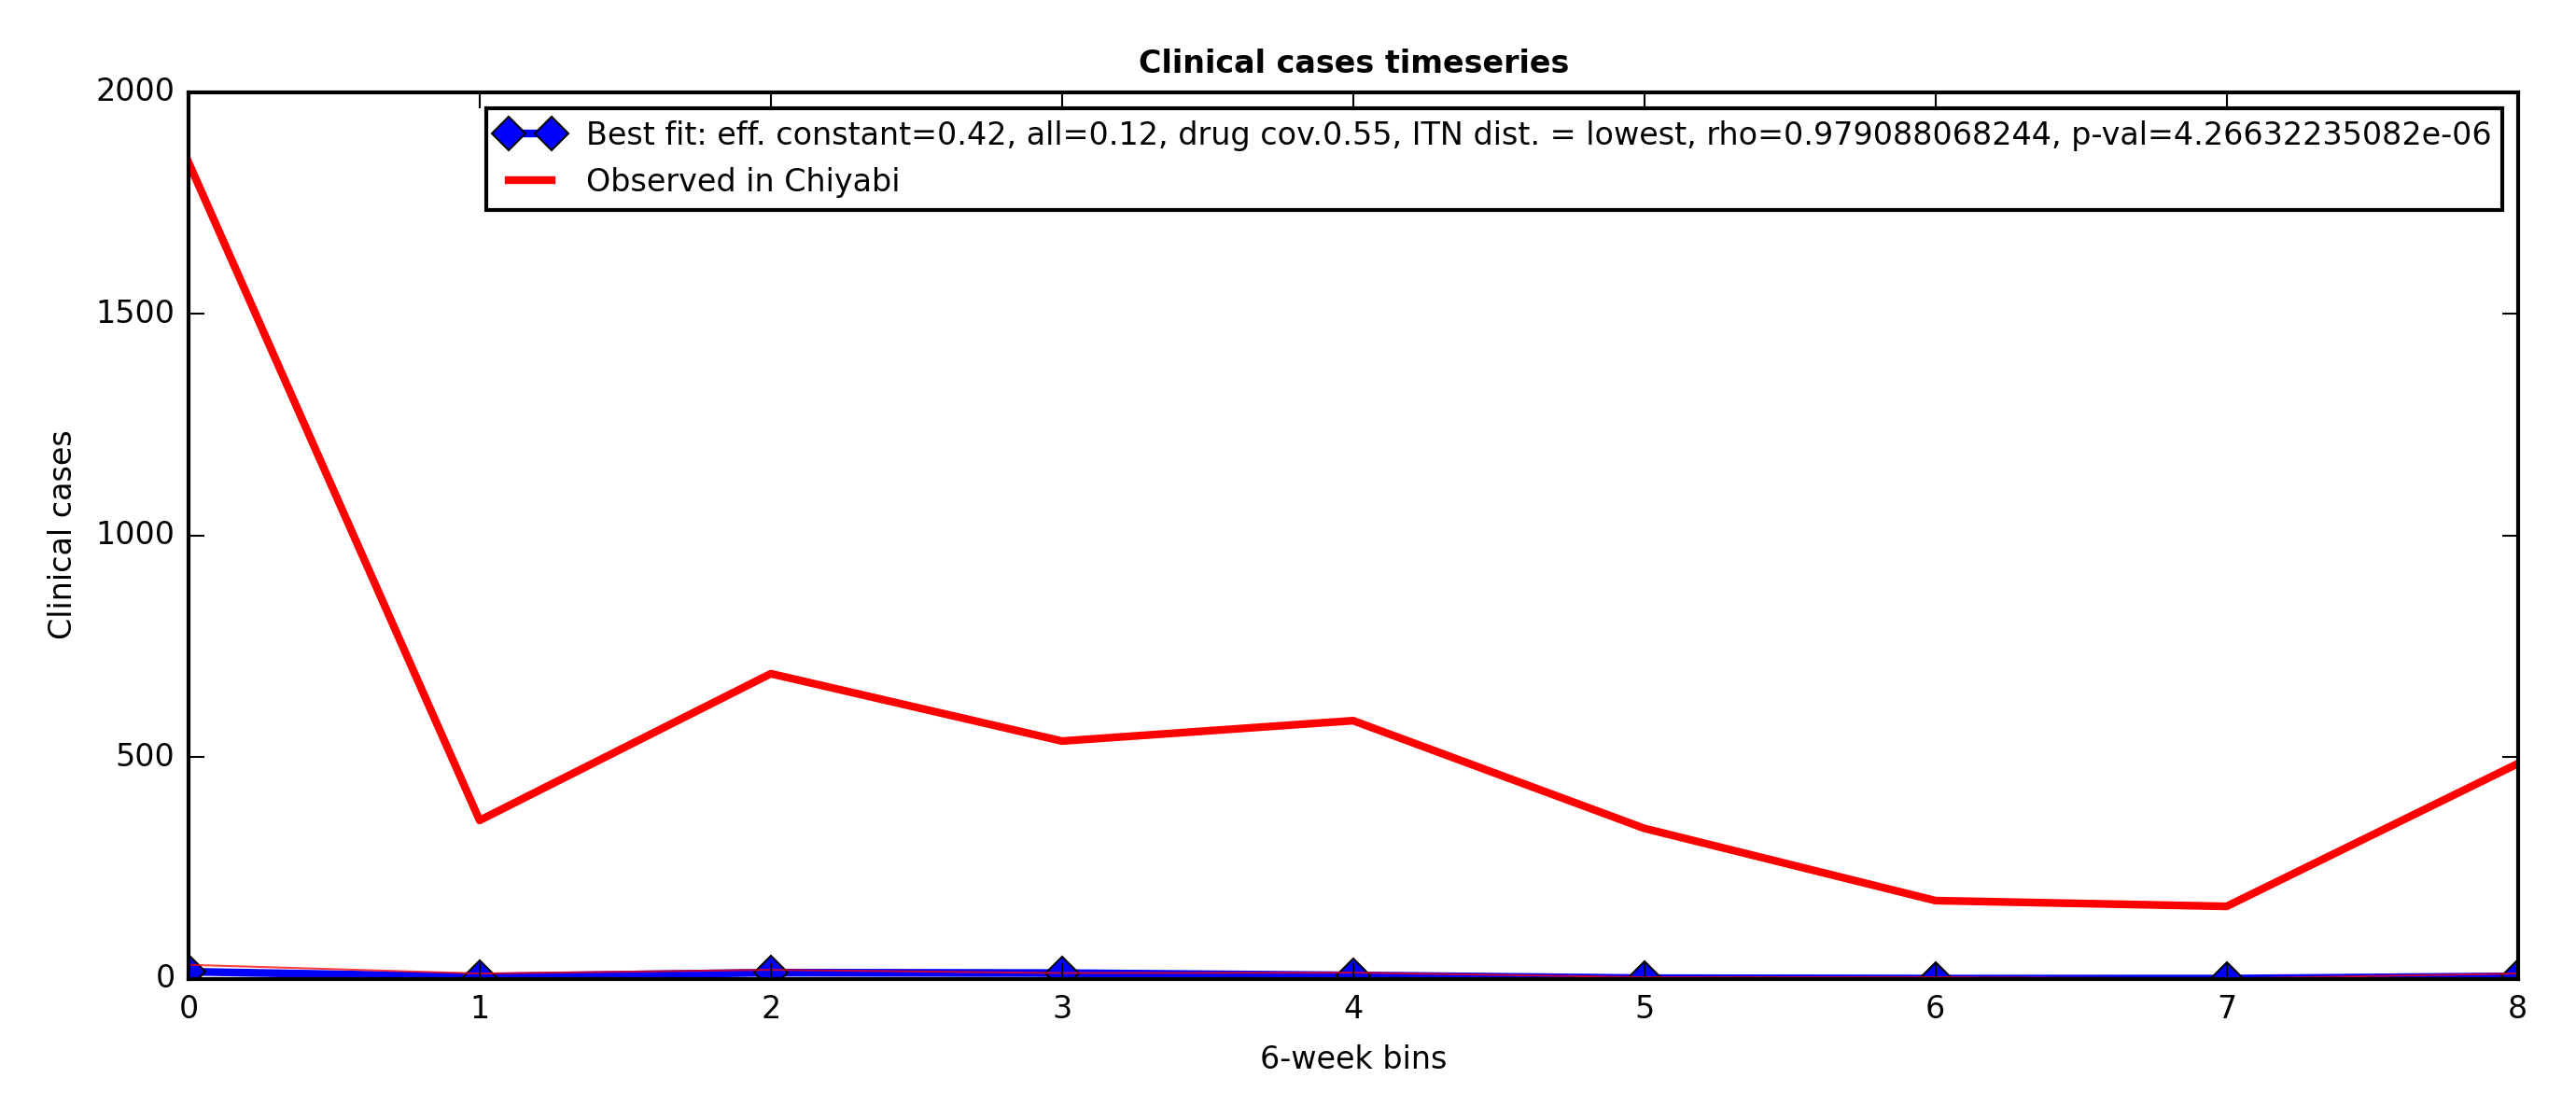 Clinical cases timeseries
Best fit: eff. constant=0.42, all=0.12, drug cov.0.55, ITN dist. = lowest, rho=0.979088068244, p-val=4.26632235082e-06
Observed in Chiyabi
2000
1500
1000
500
0
Clinical cases
0 1 2 3 4 5 6 7 8
6-week bins